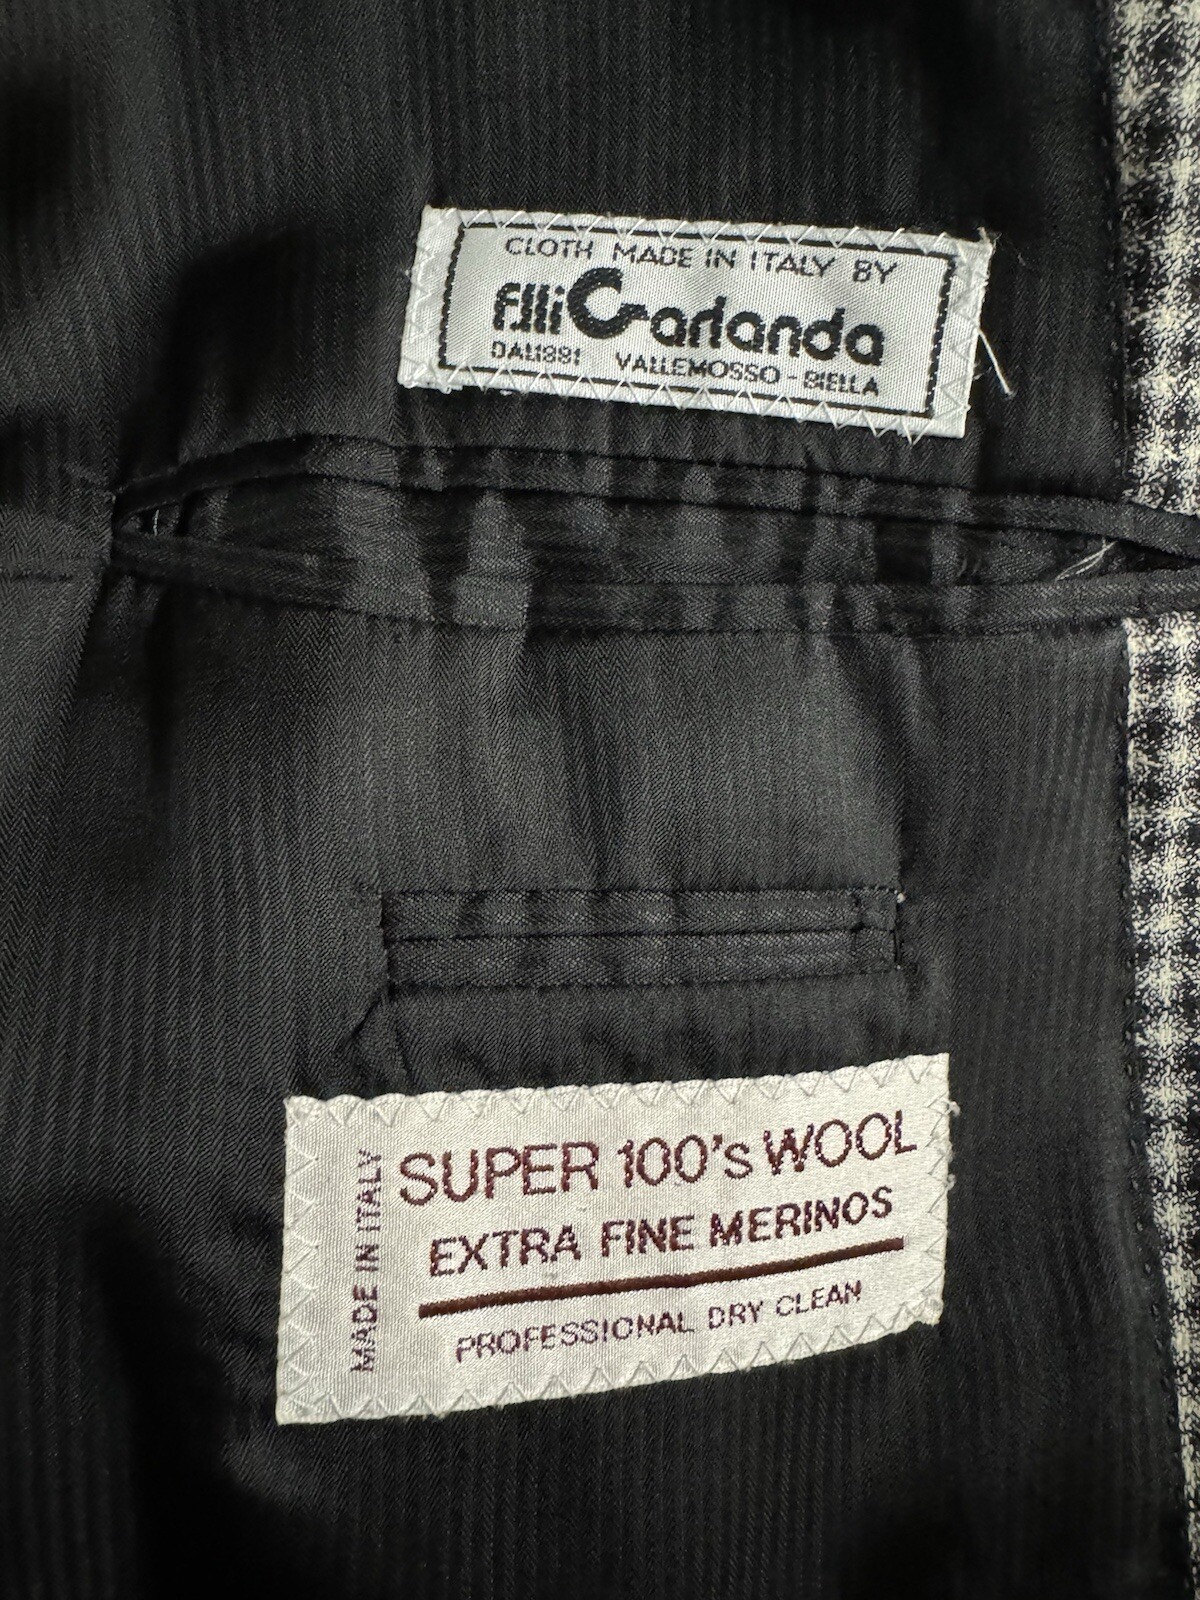 CLOTH MADE IN ITALY BY
F.lli Garlanda
DAL1881 VALLEMOSSO - BIELLA
SUPER 100's WOOL
EXTRA FINE MERINOS
PROFESSIONAL DRY CLEAN
MADE IN ITALY